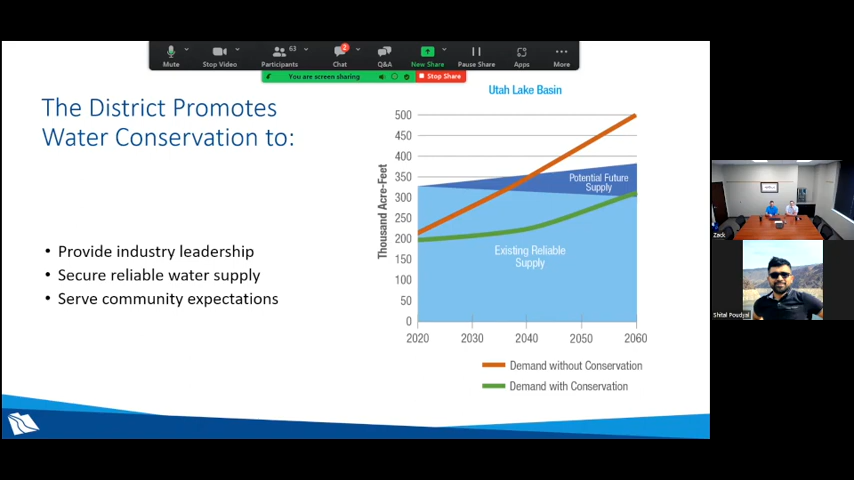 63
2
Mute
Stop Video
Participants
Chat
Q&A
New Share
Pause Share
Apps
More
You are screen sharing
Stop Share
The District Promotes
Water Conservation to:
• Provide industry leadership
• Secure reliable water supply
• Serve community expectations
Utah Lake Basin
Thousand Acre-Feet
500
450
400
350
300
250
200
150
100
50
0
Potential Future
Supply
Existing Reliable
Supply
2020
2030
2040
2050
2060
Demand without Conservation
Demand with Conservation
Zack
Shital Poudyal